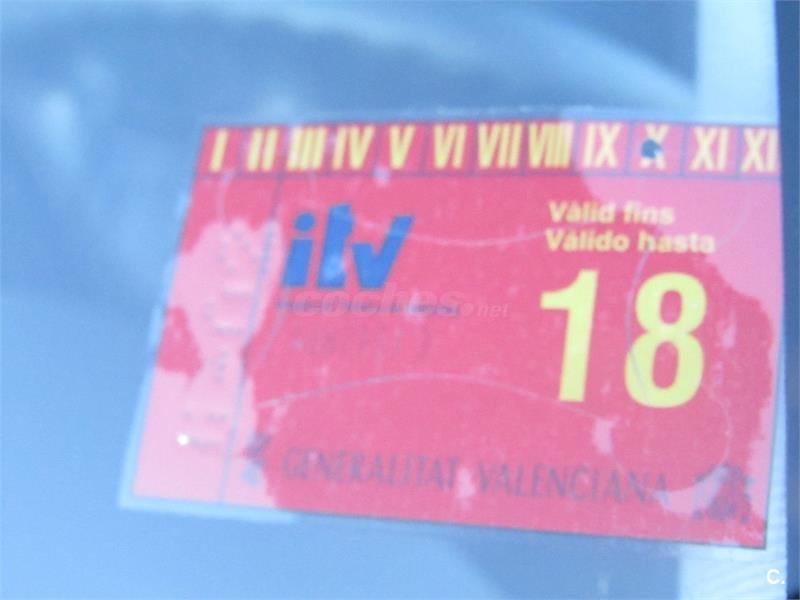 I II III IV V VI VII VIII IX X XI XI
Vàlid fins
Válido hasta
itv
18
coches.net
GENERALITAT VALENCIANA
C.